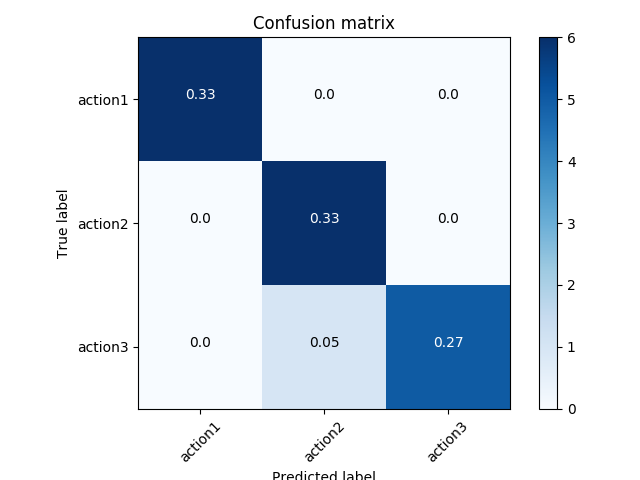 Confusion matrix
6
action1
0.33
0.0
0.0
5
4
True label
action2
0.0
0.33
0.0
3
2
action3
0.0
0.05
0.27
1
0
action1
action2
action3
Predicted label